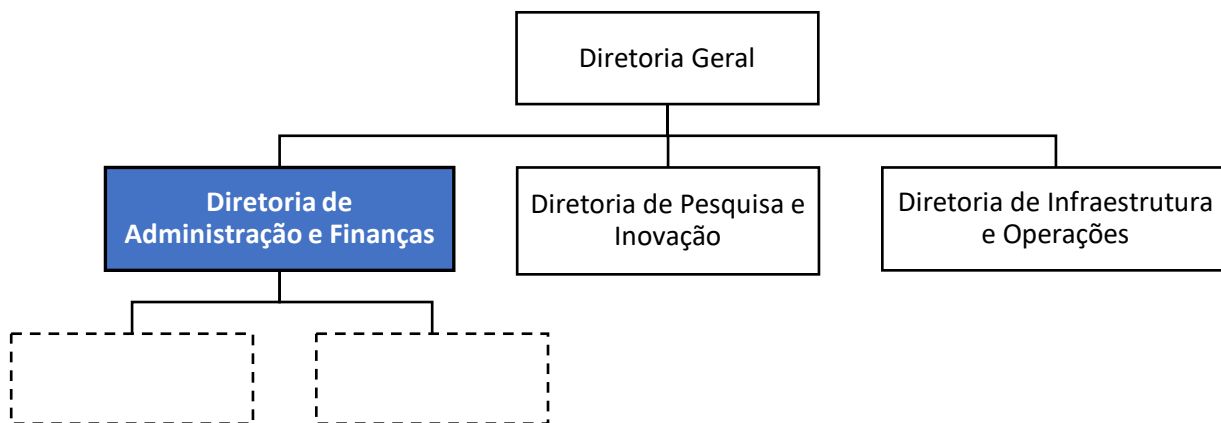 Diretoria Geral
Diretoria de
Administração e Finanças
Diretoria de Pesquisa e
Inovação
Diretoria de Infraestrutura
e Operações